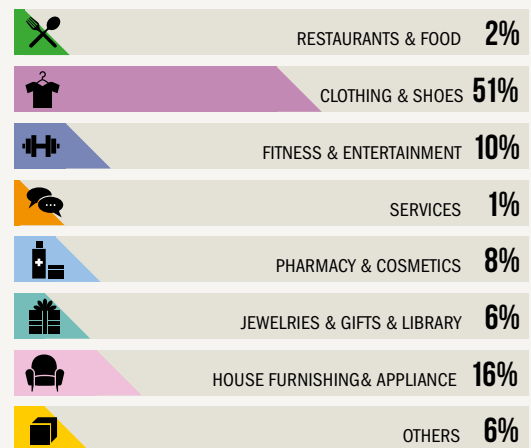 RESTAURANTS & FOOD 2%
CLOTHING & SHOES 51%
FITNESS & ENTERTAINMENT 10%
SERVICES 1%
PHARMACY & COSMETICS 8%
JEWELRIES & GIFTS & LIBRARY 6%
HOUSE FURNISHING& APPLIANCE 16%
OTHERS 6%